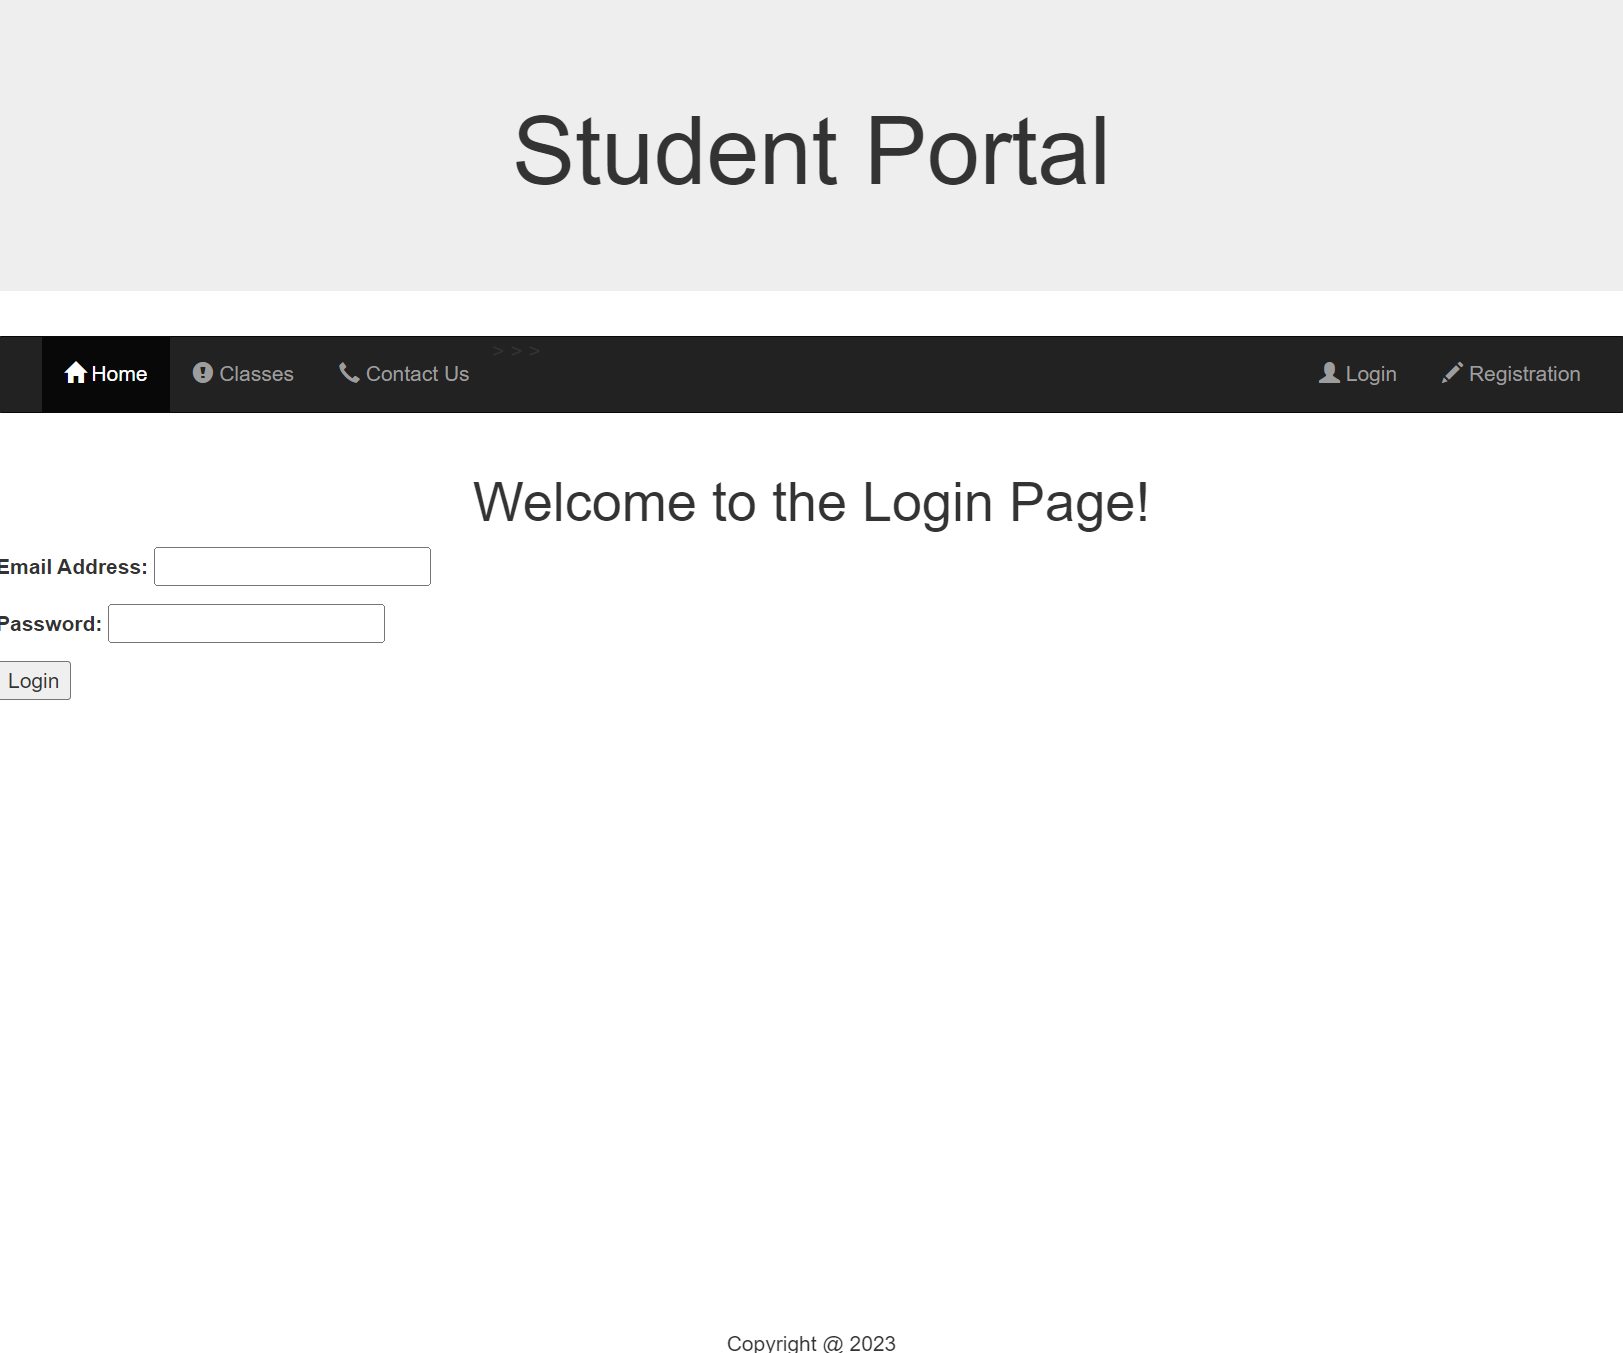 Student Portal
Home Classes Contact Us > > > Login Registration
Welcome to the Login Page!
Email Address:
Password:
Login
Copyright @ 2023